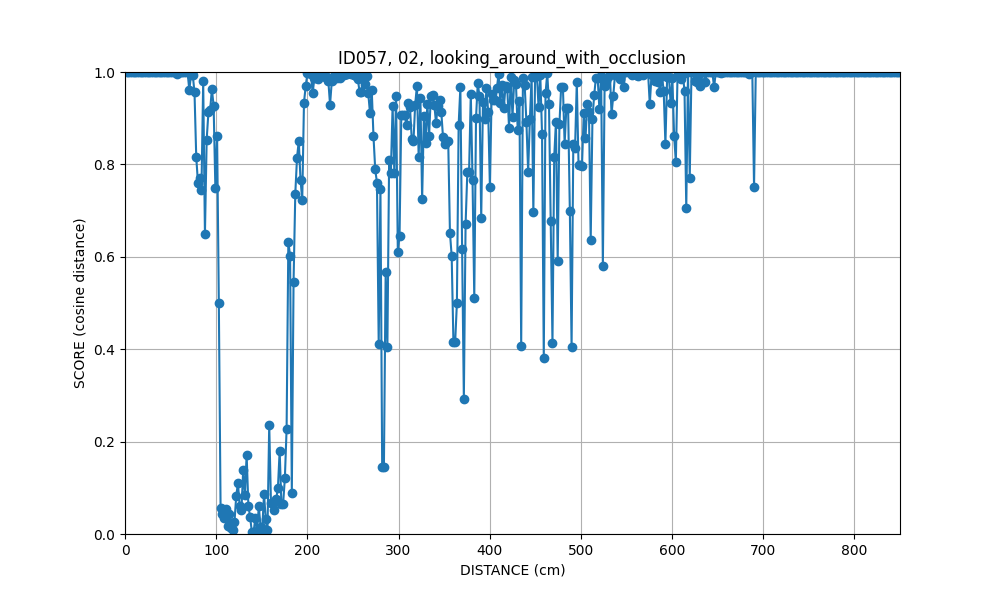 ID057, 02, looking_around_with_occlusion
1.0
0.8
0.6
0.4
0.2
0.0
SCORE (cosine distance)
0 100 200 300 400 500 600 700 800
DISTANCE (cm)